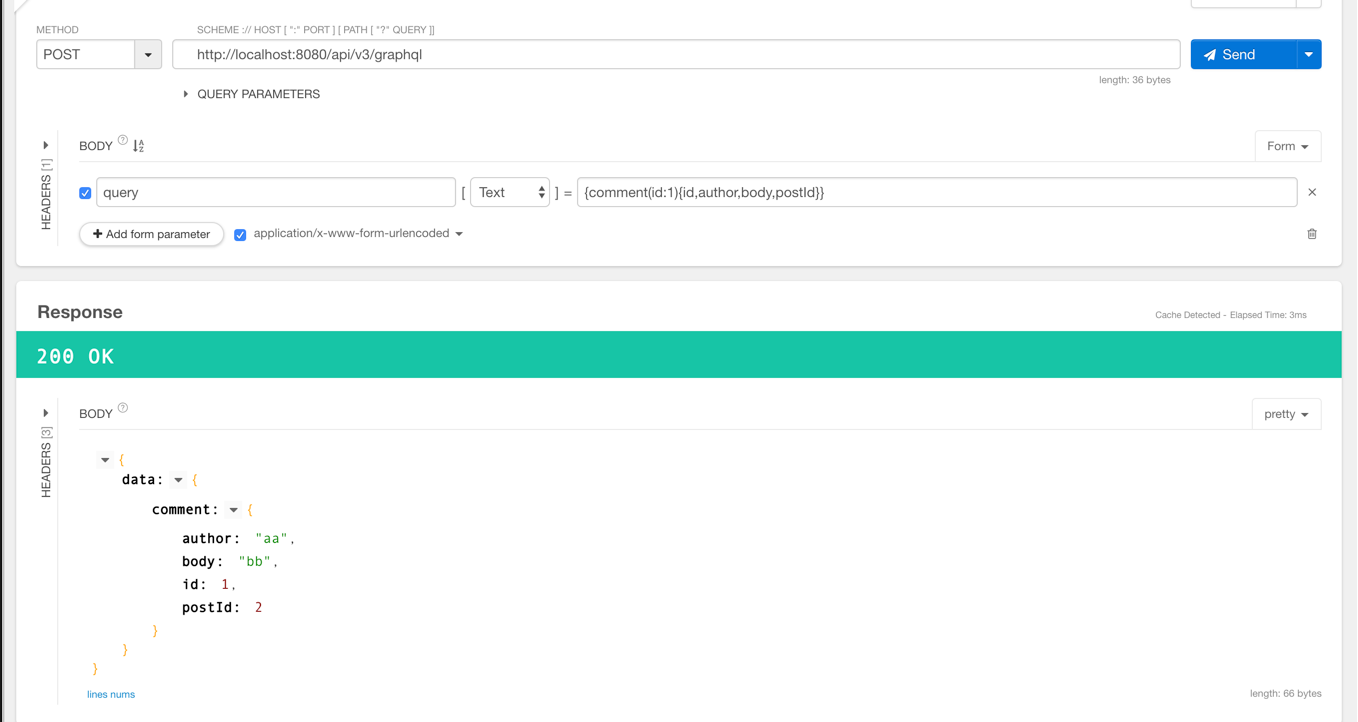 METHOD
SCHEME :// HOST [ ":" PORT ] [ PATH [ "?" QUERY ]]
POST
http://localhost:8080/api/v3/graphql
Send
length: 36 bytes
QUERY PARAMETERS
HEADERS [1]
BODY ?
Form
query [ Text ] = {comment(id:1){id,author,body,postId}} ×
+ Add form parameter
application/x-www-form-urlencoded
Response
Cache Detected - Elapsed Time: 3ms
200 OK
HEADERS [3]
BODY ?
pretty
{
data: {
comment: {
author: "aa",
body: "bb",
id: 1,
postId: 2
}
}
}
lines nums
length: 66 bytes